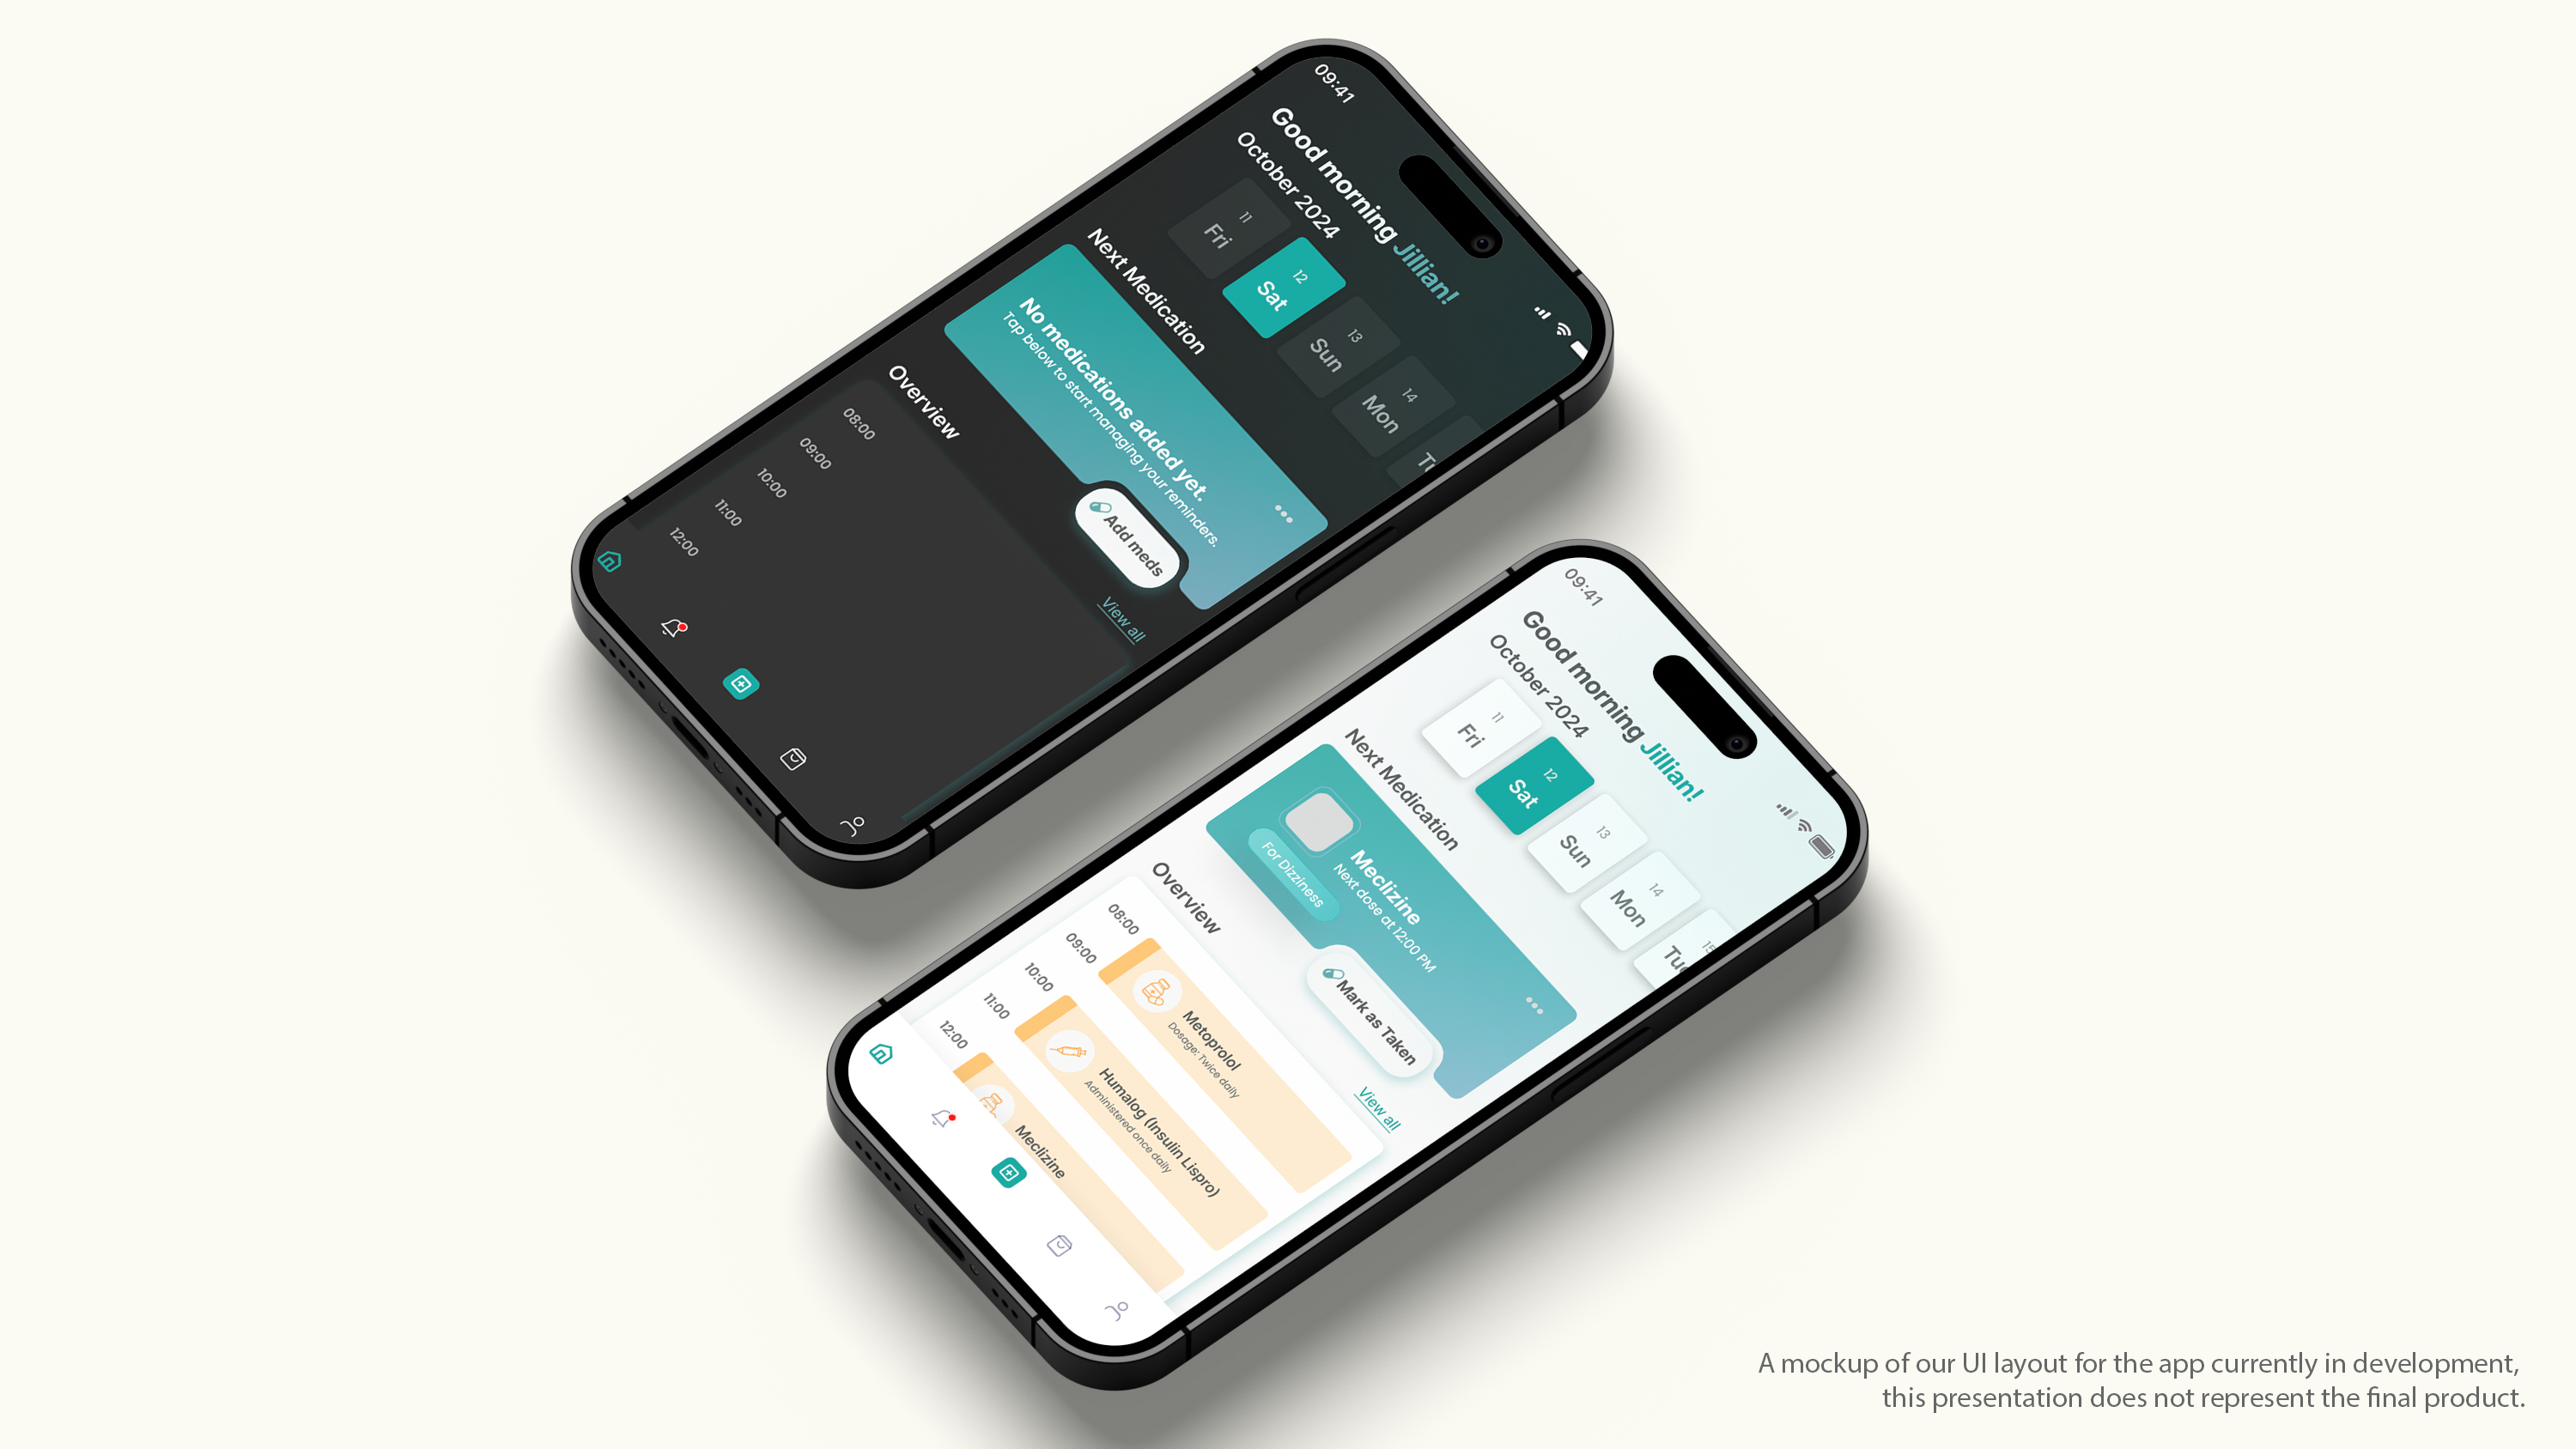 09:41
Good morning Jillian!
October 2024
11
Fri
12
Sat
13
Sun
14
Mon
Next Medication
No medications added yet.
Tap below to start managing your reminders.
Add meds
Overview
View all
08:00
09:00
10:00
11:00
12:00
09:41
Good morning Jillian!
October 2024
11
Fri
12
Sat
13
Sun
14
Mon
15
Tue
Next Medication
Meclizine
Next dose at 12:00 PM
For Dizziness
Mark as Taken
Overview
View all
08:00
Metoprolol
Dosage: Twice daily
09:00
10:00
Humalog (Insulin Lispro)
Administered once daily
11:00
12:00
Meclizine
A mockup of our UI layout for the app currently in development,
this presentation does not represent the final product.